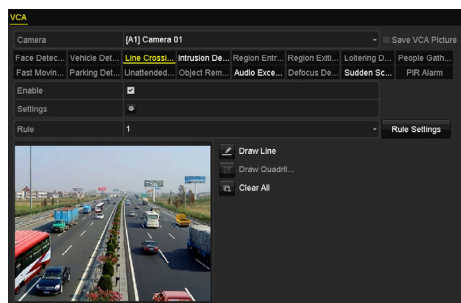 VCA
Camera [A1] Camera 01 Save VCA Picture
Face Detec... Vehicle Det... Line Crossi... Intrusion De... Region Entr... Region Exiti... Loitering D... People Gath...
Fast Movin... Parking Det... Unattended... Object Rem... Audio Exce... Defocus De... Sudden Sc... PIR Alarm
Enable
Settings
Rule 1 Rule Settings
Draw Line
Draw Quadril...
Clear All